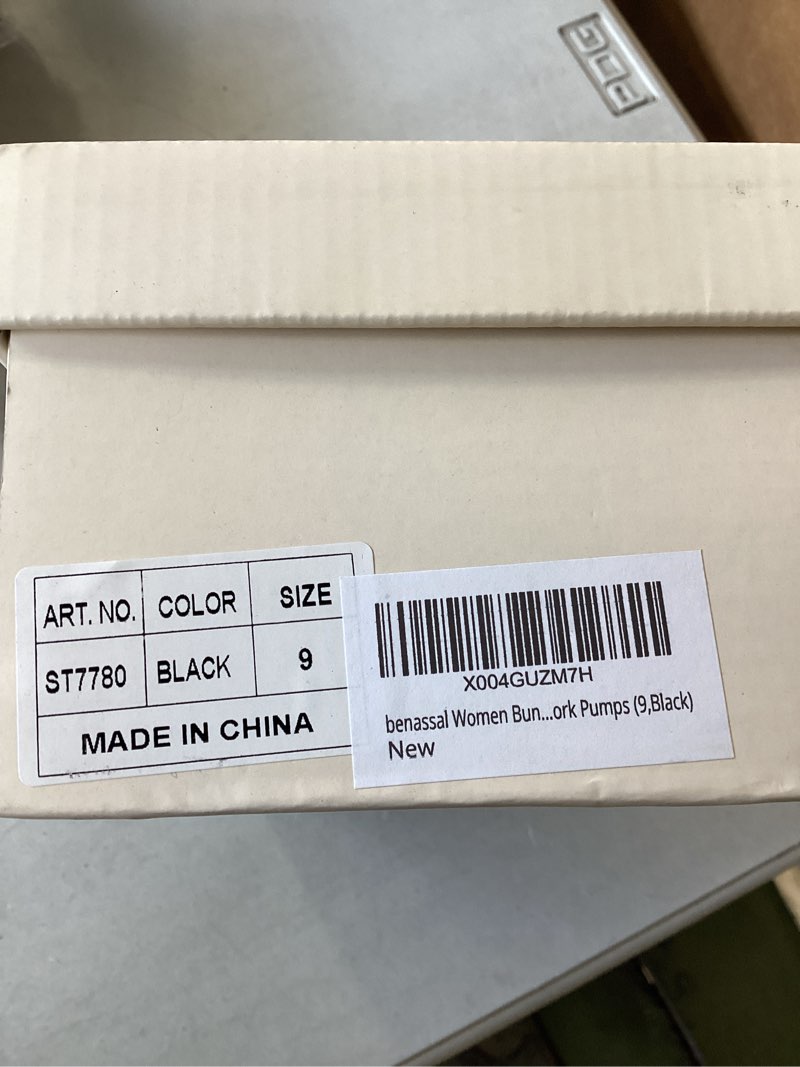 PDG
ART. NO. COLOR SIZE
ST7780 BLACK 9
MADE IN CHINA
X004GUZM7H
benassal Women Bun...ork Pumps (9,Black)
New